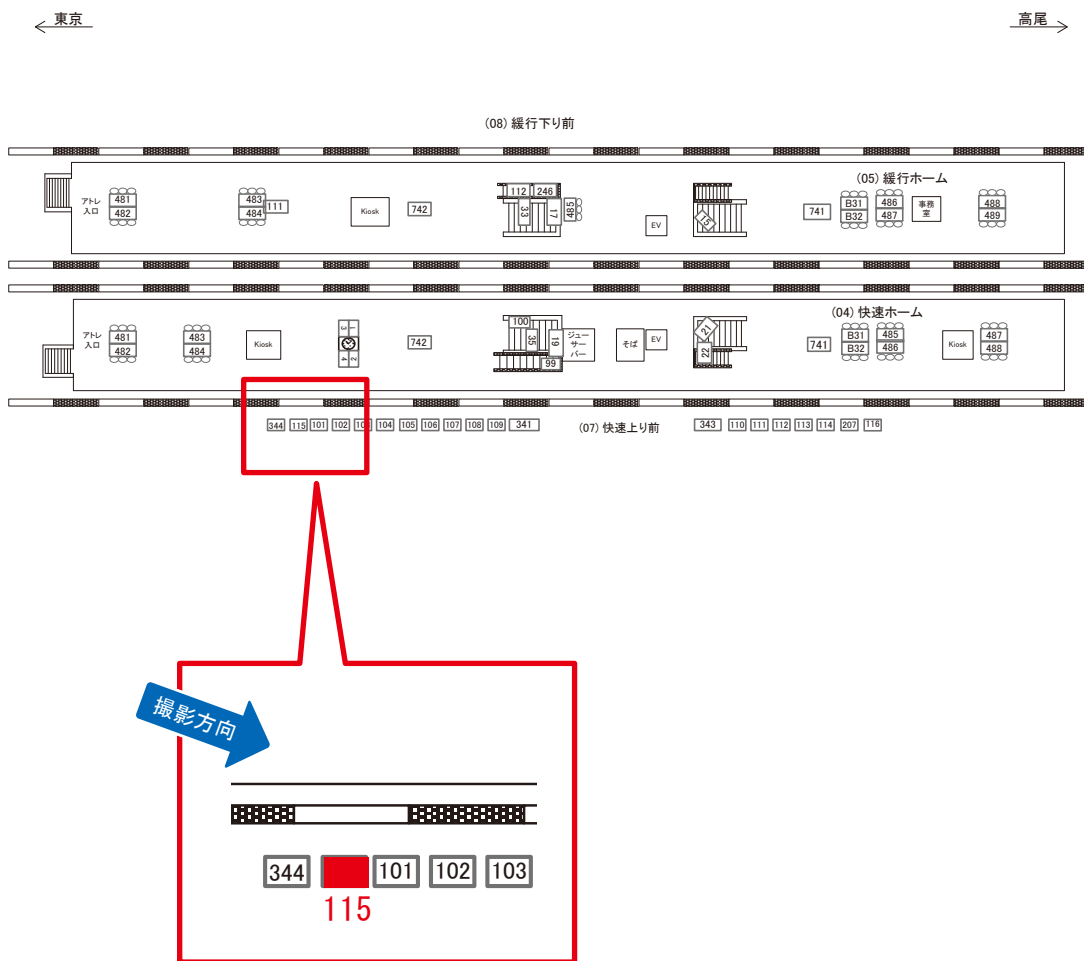 東京
高尾
(08) 緩行下り前
(05) 緩行ホーム
アトレ
入口
481
482
483
484
111
Kiosk
742
112
246
33
17
485
EV
15
741
B31
B32
486
487
事務
室
488
489
(04) 快速ホーム
アトレ
入口
481
482
483
484
Kiosk
1
3
2
4
742
100
35
19
99
ジュー
サー
バー
そば
EV
21
22
741
B31
B32
485
486
Kiosk
487
488
344 115 101 102 103 104 105 106 107 108 109 341
(07) 快速上り前
343 110 111 112 113 114 207 116
撮影方向
344 101 102 103
115